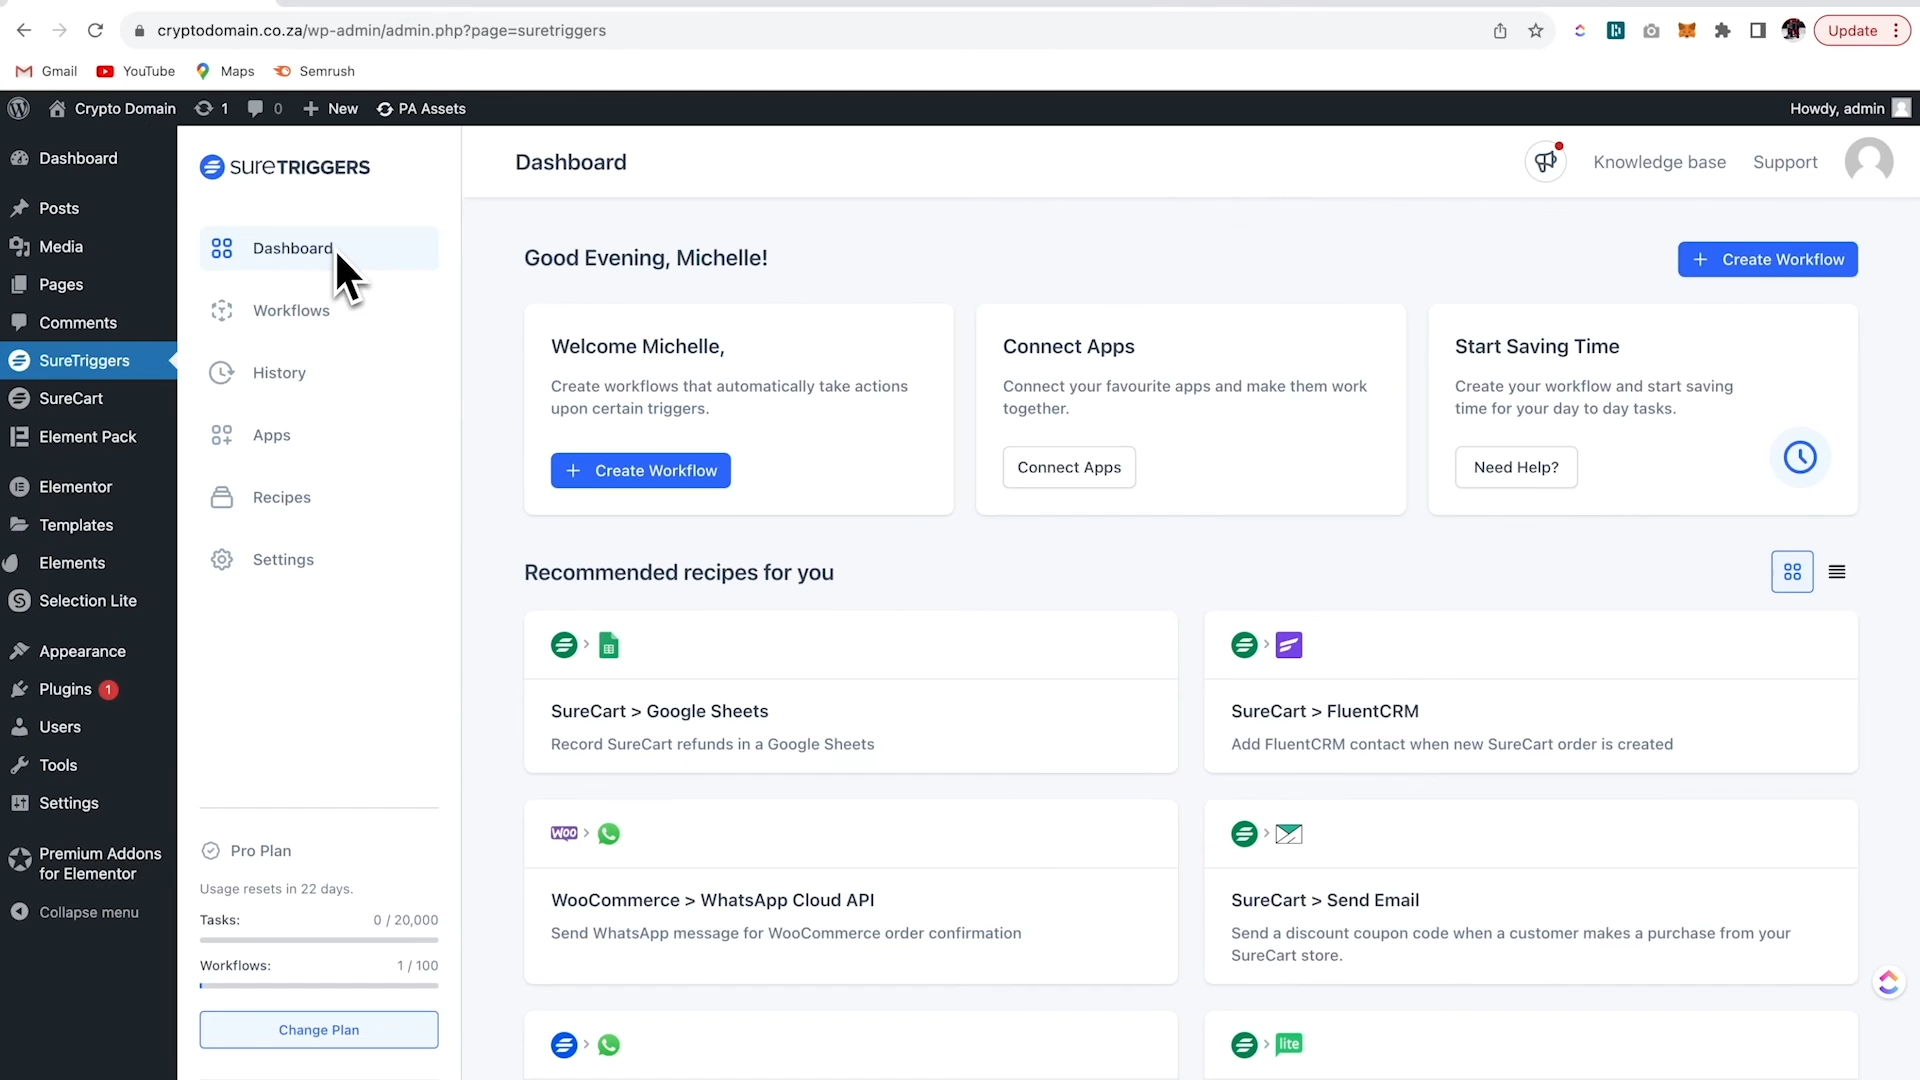 cryptodomain.co.za/wp-admin/admin.php?page=suretriggers
Update
Gmail
YouTube
Maps
Semrush
Crypto Domain
1
0
New
PA Assets
Howdy, admin
Dashboard
Posts
Media
Pages
Comments
SureTriggers
SureCart
Element Pack
Elementor
Templates
Elements
Selection Lite
Appearance
Plugins 1
Users
Tools
Settings
Premium Addons
for Elementor
Collapse menu
sureTRIGGERS
Dashboard
Workflows
History
Apps
Recipes
Settings
Pro Plan
Usage resets in 22 days.
Tasks: 0 / 20,000
Workflows: 1 / 100
Change Plan
Dashboard
Knowledge base
Support
Good Evening, Michelle!
Create Workflow
Welcome Michelle,
Create workflows that automatically take actions
upon certain triggers.
Create Workflow
Connect Apps
Connect your favourite apps and make them work
together.
Connect Apps
Start Saving Time
Create your workflow and start saving
time for your day to day tasks.
Need Help?
Recommended recipes for you
SureCart > Google Sheets
Record SureCart refunds in a Google Sheets
SureCart > FluentCRM
Add FluentCRM contact when new SureCart order is created
WOO
WooCommerce > WhatsApp Cloud API
Send WhatsApp message for WooCommerce order confirmation
SureCart > Send Email
Send a discount coupon code when a customer makes a purchase from your
SureCart store.
lite